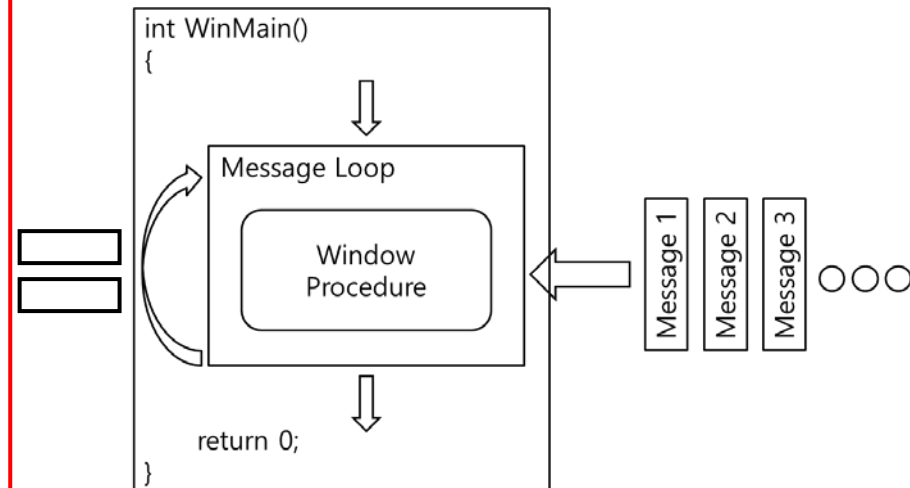 int WinMain()
{
Message Loop
Window
Procedure
Message 1
Message 2
Message 3
return 0;
}